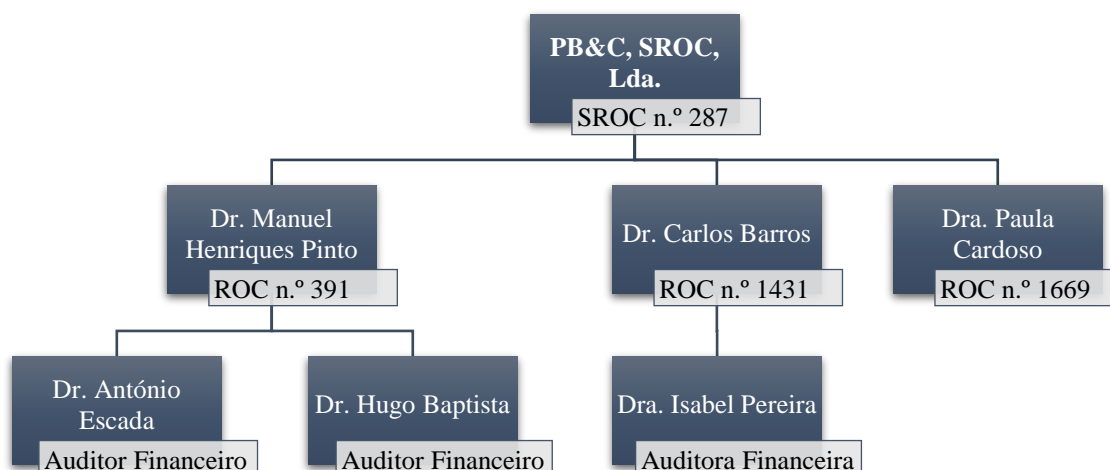 PB&C, SROC,
Lda.
SROC n.º 287
Dr. Manuel
Henriques Pinto
ROC n.º 391
Dr. Carlos Barros
ROC n.º 1431
Dra. Paula
Cardoso
ROC n.º 1669
Dr. António
Escada
Auditor Financeiro
Dr. Hugo Baptista
Auditor Financeiro
Dra. Isabel Pereira
Auditora Financeira